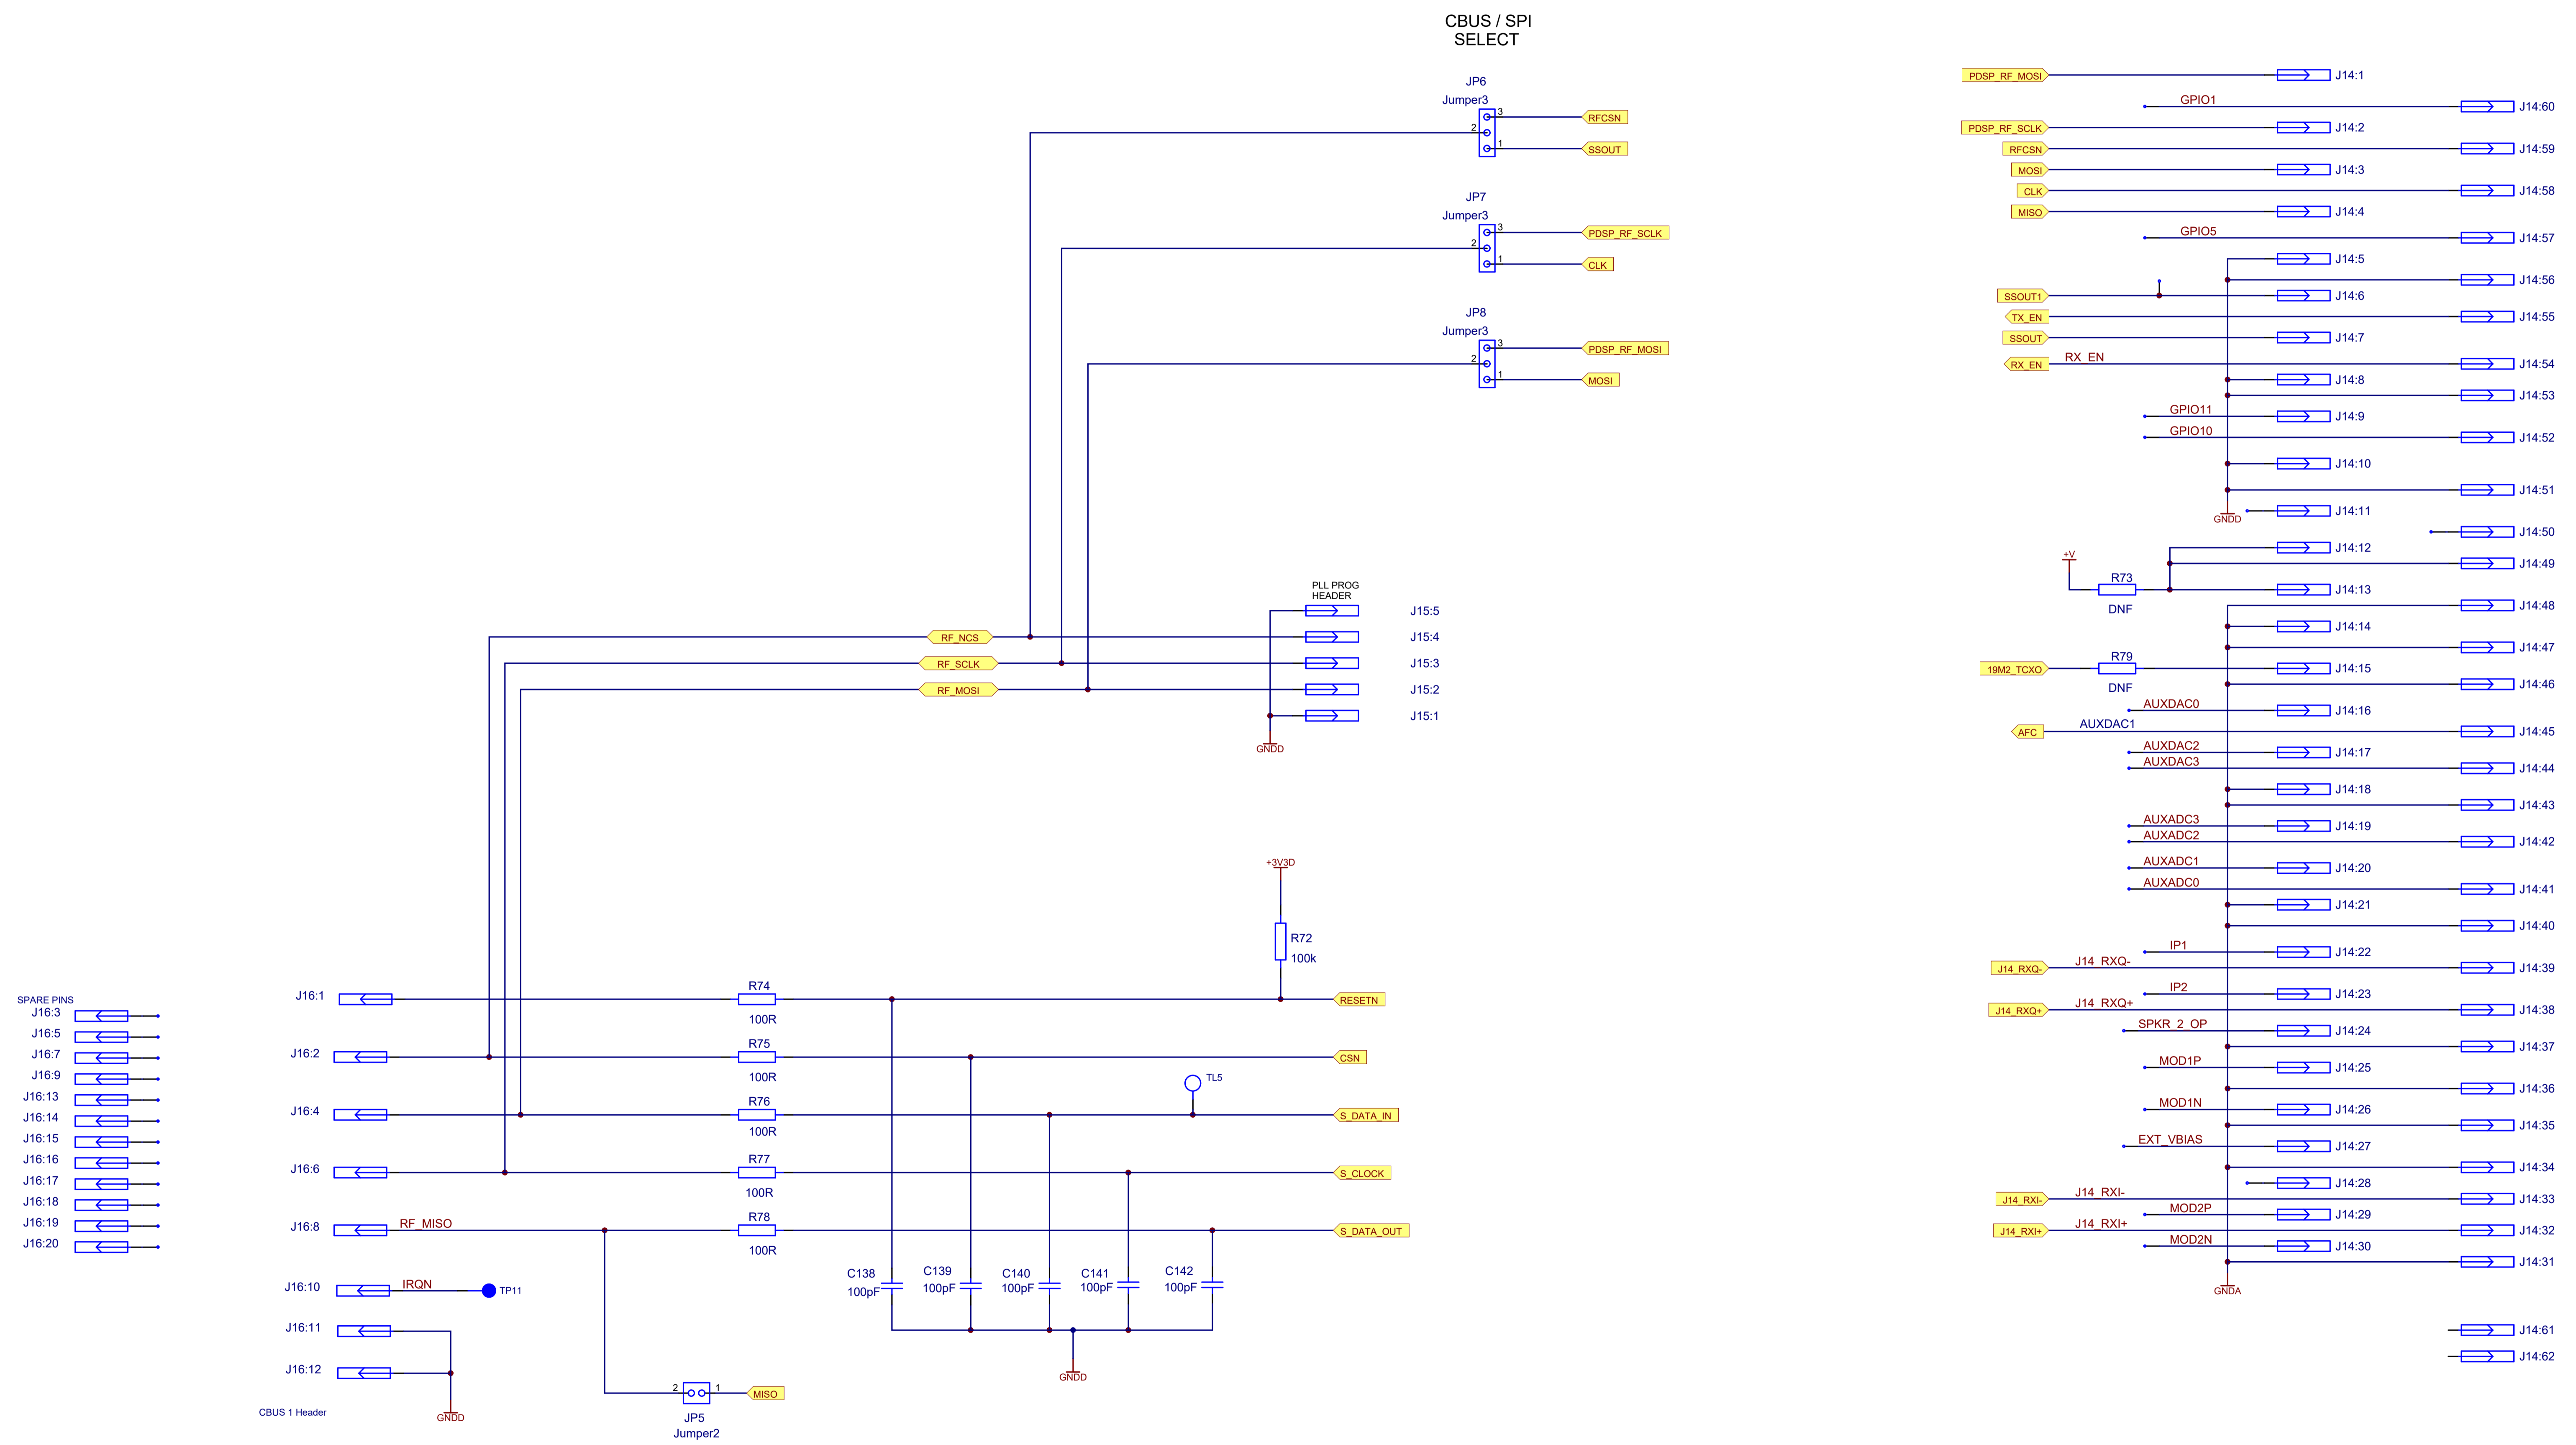 CBUS / SPI
SELECT
JP6
Jumper3
3
2
1
RFCSN
SSOUT
JP7
Jumper3
3
2
1
PDSP_RF_SCLK
CLK
JP8
Jumper3
3
2
1
PDSP_RF_MOSI
MOSI
PLL PROG
HEADER
J15:5
RF_NCS
J15:4
RF_SCLK
J15:3
RF_MOSI
J15:2
J15:1
GNDD
+3V3D
R72
100k
SPARE PINS
J16:3
J16:5
J16:7
J16:9
J16:13
J16:14
J16:15
J16:16
J16:17
J16:18
J16:19
J16:20
J16:1
R74
100R
RESETN
J16:2
R75
100R
CSN
TL5
J16:4
R76
100R
S_DATA_IN
J16:6
R77
100R
S_CLOCK
J16:8
RF_MISO
R78
100R
S_DATA_OUT
C138
100pF
C139
100pF
C140
100pF
C141
100pF
C142
100pF
GNDD
J16:10
IRQN
TP11
J16:11
J16:12
GNDD
CBUS 1 Header
2
1
MISO
JP5
Jumper2
PDSP_RF_MOSI
J14:1
GPIO1
J14:60
PDSP_RF_SCLK
J14:2
RFCSN
J14:59
MOSI
J14:3
CLK
J14:58
MISO
J14:4
GPIO5
J14:57
J14:5
J14:56
SSOUT1
J14:6
TX_EN
J14:55
SSOUT
J14:7
RX_EN
RX_EN
J14:54
J14:8
J14:53
GPIO11
J14:9
GPIO10
J14:52
J14:10
J14:51
GNDD
J14:11
J14:50
J14:12
+V
J14:49
R73
DNF
J14:13
J14:48
J14:14
J14:47
19M2_TCXO
R79
DNF
J14:15
J14:46
AUXDAC0
J14:16
AFC
AUXDAC1
J14:45
AUXDAC2
J14:17
AUXDAC3
J14:44
J14:18
J14:43
AUXADC3
J14:19
AUXADC2
J14:42
AUXADC1
J14:20
AUXADC0
J14:41
J14:21
J14:40
IP1
J14:22
J14_RXQ-
J14_RXQ-
J14:39
IP2
J14:23
J14_RXQ+
J14_RXQ+
J14:38
SPKR_2_OP
J14:24
J14:37
MOD1P
J14:25
J14:36
MOD1N
J14:26
J14:35
EXT_VBIAS
J14:27
J14:34
J14:28
J14_RXI-
J14_RXI-
J14:33
MOD2P
J14:29
J14_RXI+
J14_RXI+
J14:32
MOD2N
J14:30
J14:31
GNDA
J14:61
J14:62